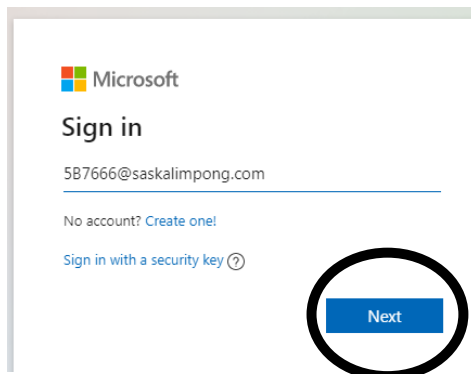 Microsoft
Sign in
5B7666@saskalimpong.com
No account? Create one!
Sign in with a security key ?
Next